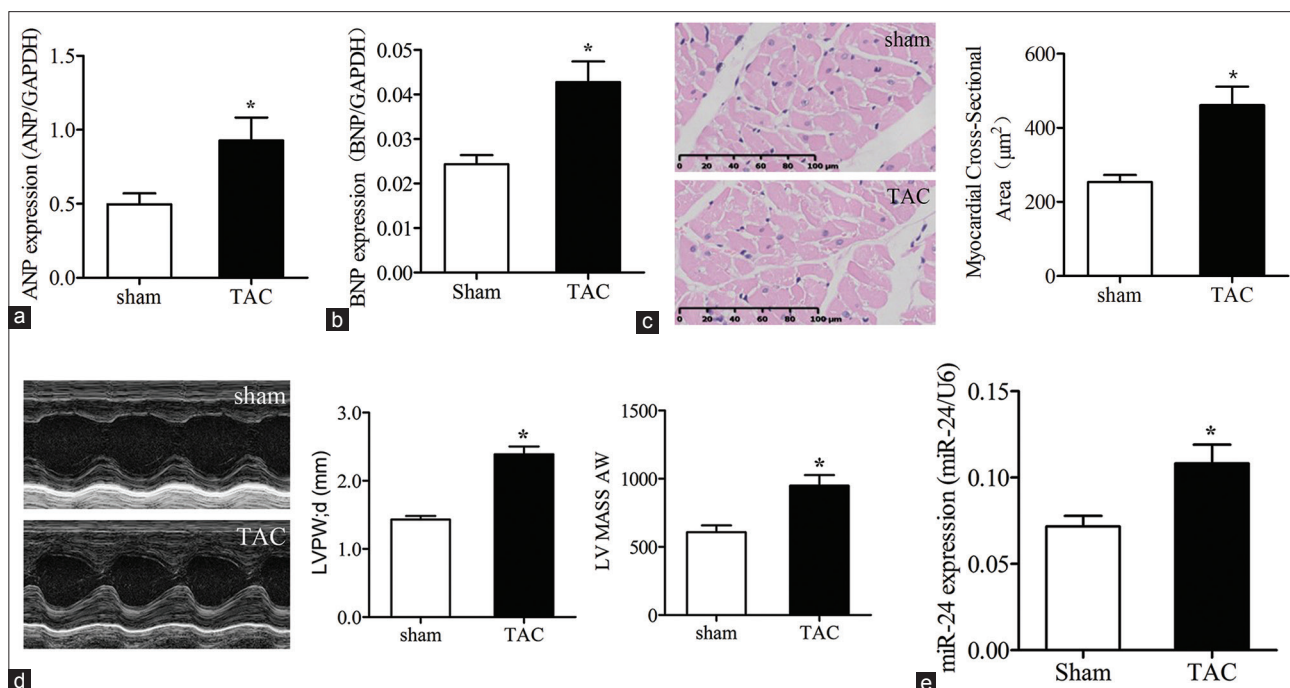 ANP expression (ANP/GAPDH)
1.5
1.0
0.5
0.0
*
sham TAC
a
BNP expression (BNP/GAPDH)
0.05
0.04
0.03
0.02
0.01
0.00
*
Sham TAC
b
sham
0 20 40 60 80 100 µm
TAC
0 20 40 60 80 100 µm
c
Myocardial Cross-Sectional
Area (µm²)
600
400
200
0
*
sham TAC
sham
TAC
d
LVPW;d (mm)
3.0
2.0
1.0
0.0
*
sham TAC
LV MASS AW
1500
1000
500
0
*
sham TAC
miR-24 expression (miR-24/U6)
0.15
0.10
0.05
0.00
*
Sham TAC
e